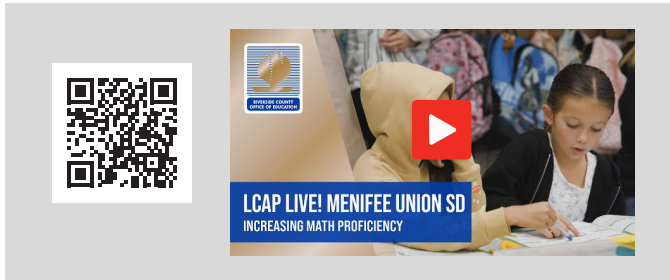 RIVERSIDE COUNTY
OFFICE OF EDUCATION
LCAP LIVE! MENIFEE UNION SD
INCREASING MATH PROFICIENCY